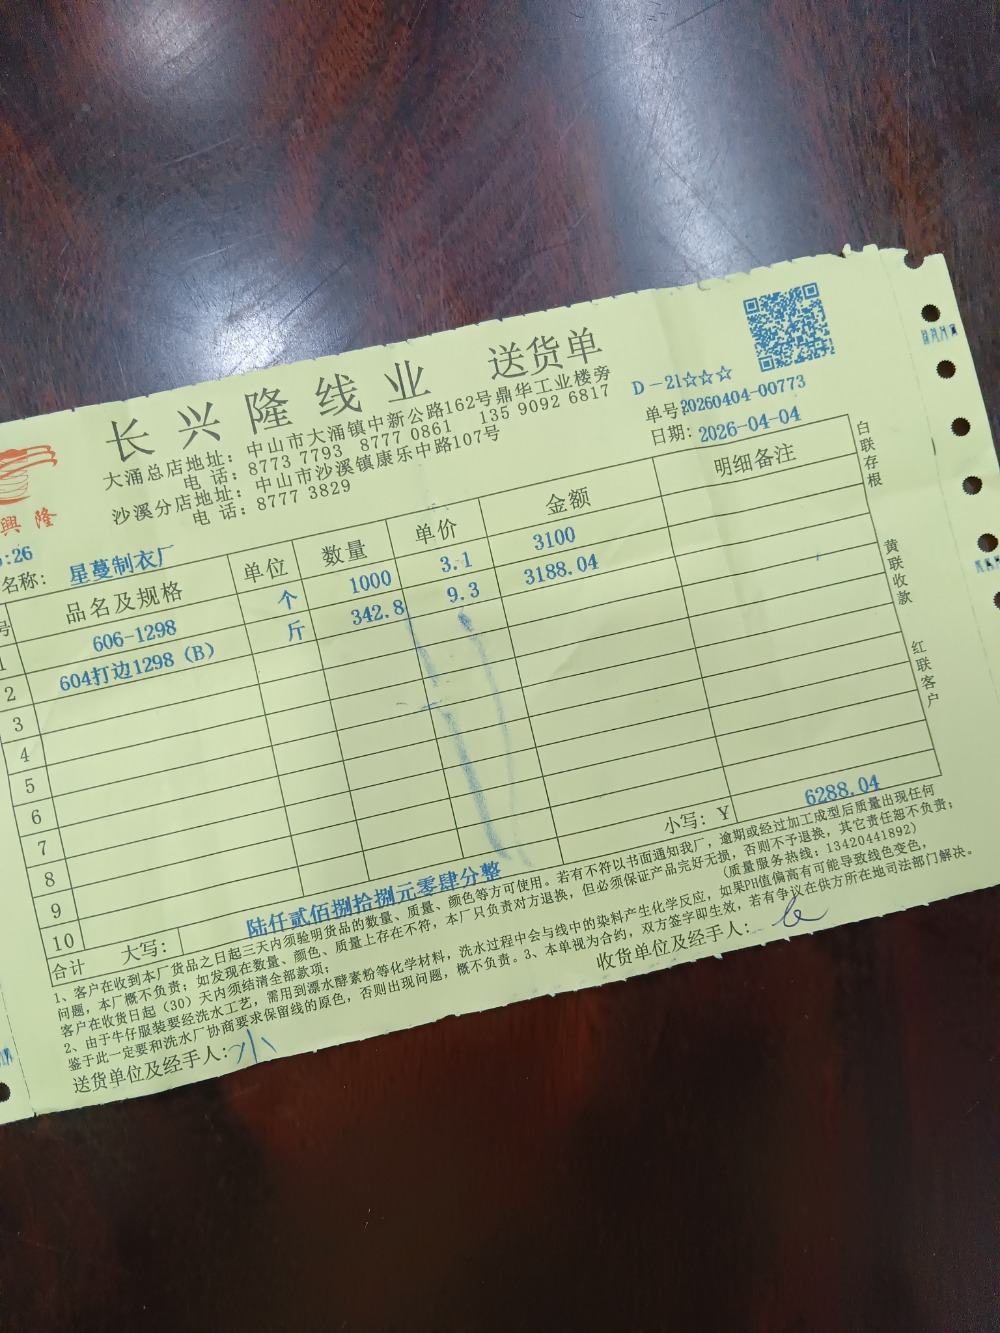 长兴隆线业 送货单
大涌总店地址：中山市大涌镇中新公路162号鼎华工业楼旁
电 话：8773 7793 8777 0861 135 9092 6817
沙溪分店地址：中山市沙溪镇康乐中路107号
电 话：8777 3829
興 隆
D－21☆☆☆
单号：20260404-00773
日期：2026-04-04
:26
名称： 星蔓制衣厂
号 品名及规格 单位 数量 单价 金额 明细备注
1 606-1298 个 1000 3.1 3100
2 604打边1298（B） 斤 342.8 9.3 3188.04
3
4
5
6
7
8
9
10
小写：Y 6288.04
合计 大写： 陆仟贰佰捌拾捌元零肆分整
1、客户在收到本厂货品之日起三天内须验明货品的数量、质量、颜色等方可使用。若有不符以书面通知我厂，逾期或经过加工成型后质量出现任何
问题，本厂概不负责；如发现在数量、颜色、质量上存在不符，本厂只负责对方退换，但必须保证产品完好无损，否则不予退换，其它责任恕不负责；
客户在收货日起（30）天内须结清全部款项； （质量服务热线：13420441892）
2、由于牛仔服装要经洗水工艺，需用到漂水酵素粉等化学材料，洗水过程中会与线中的染料产生化学反应，如果PH值偏高有可能导致线色变色，
鉴于此一定要和洗水厂协商要求保留线的原色，否则出现问题，概不负责。3、本单视为合约，双方签字即生效，若有争议在供方所在地司法部门解决。
送货单位及经手人：小 收货单位及经手人：
白联存根
黄联收款
红联客户